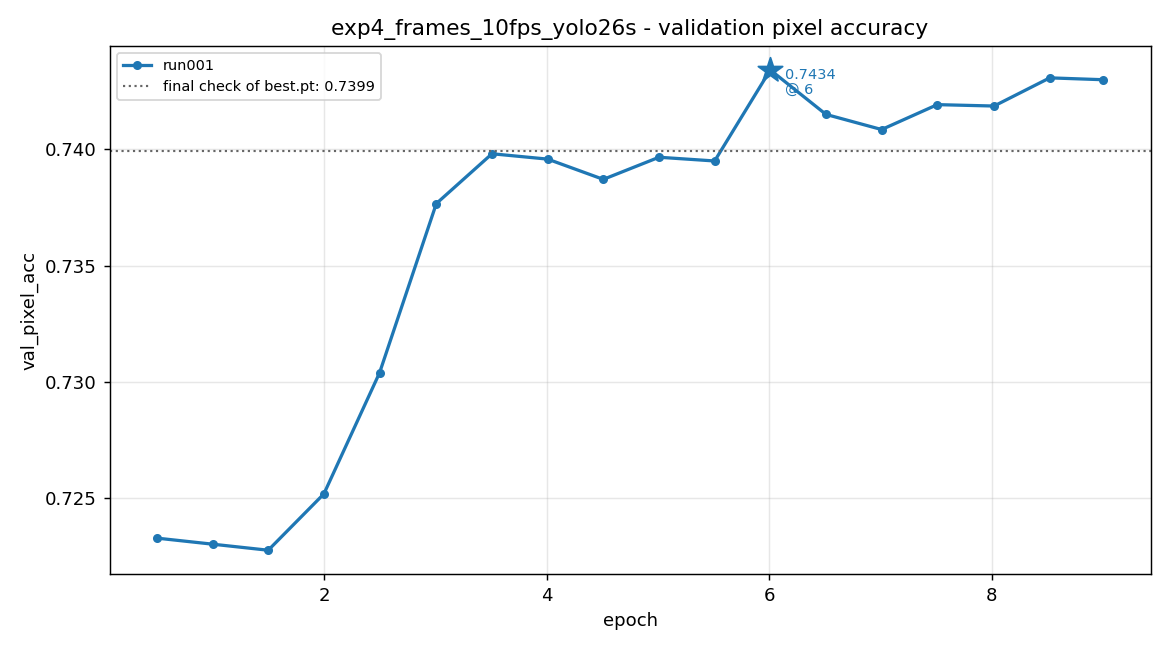 exp4_frames_10fps_yolo26s - validation pixel accuracy
run001
final check of best.pt: 0.7399
0.7434
@ 6
0.740
0.735
0.730
0.725
val_pixel_acc
2 4 6 8
epoch